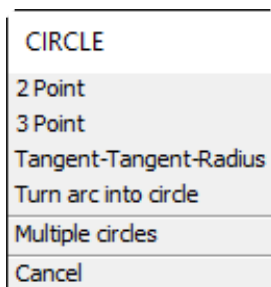 CIRCLE
2 Point
3 Point
Tangent-Tangent-Radius
Turn arc into circle
Multiple circles
Cancel